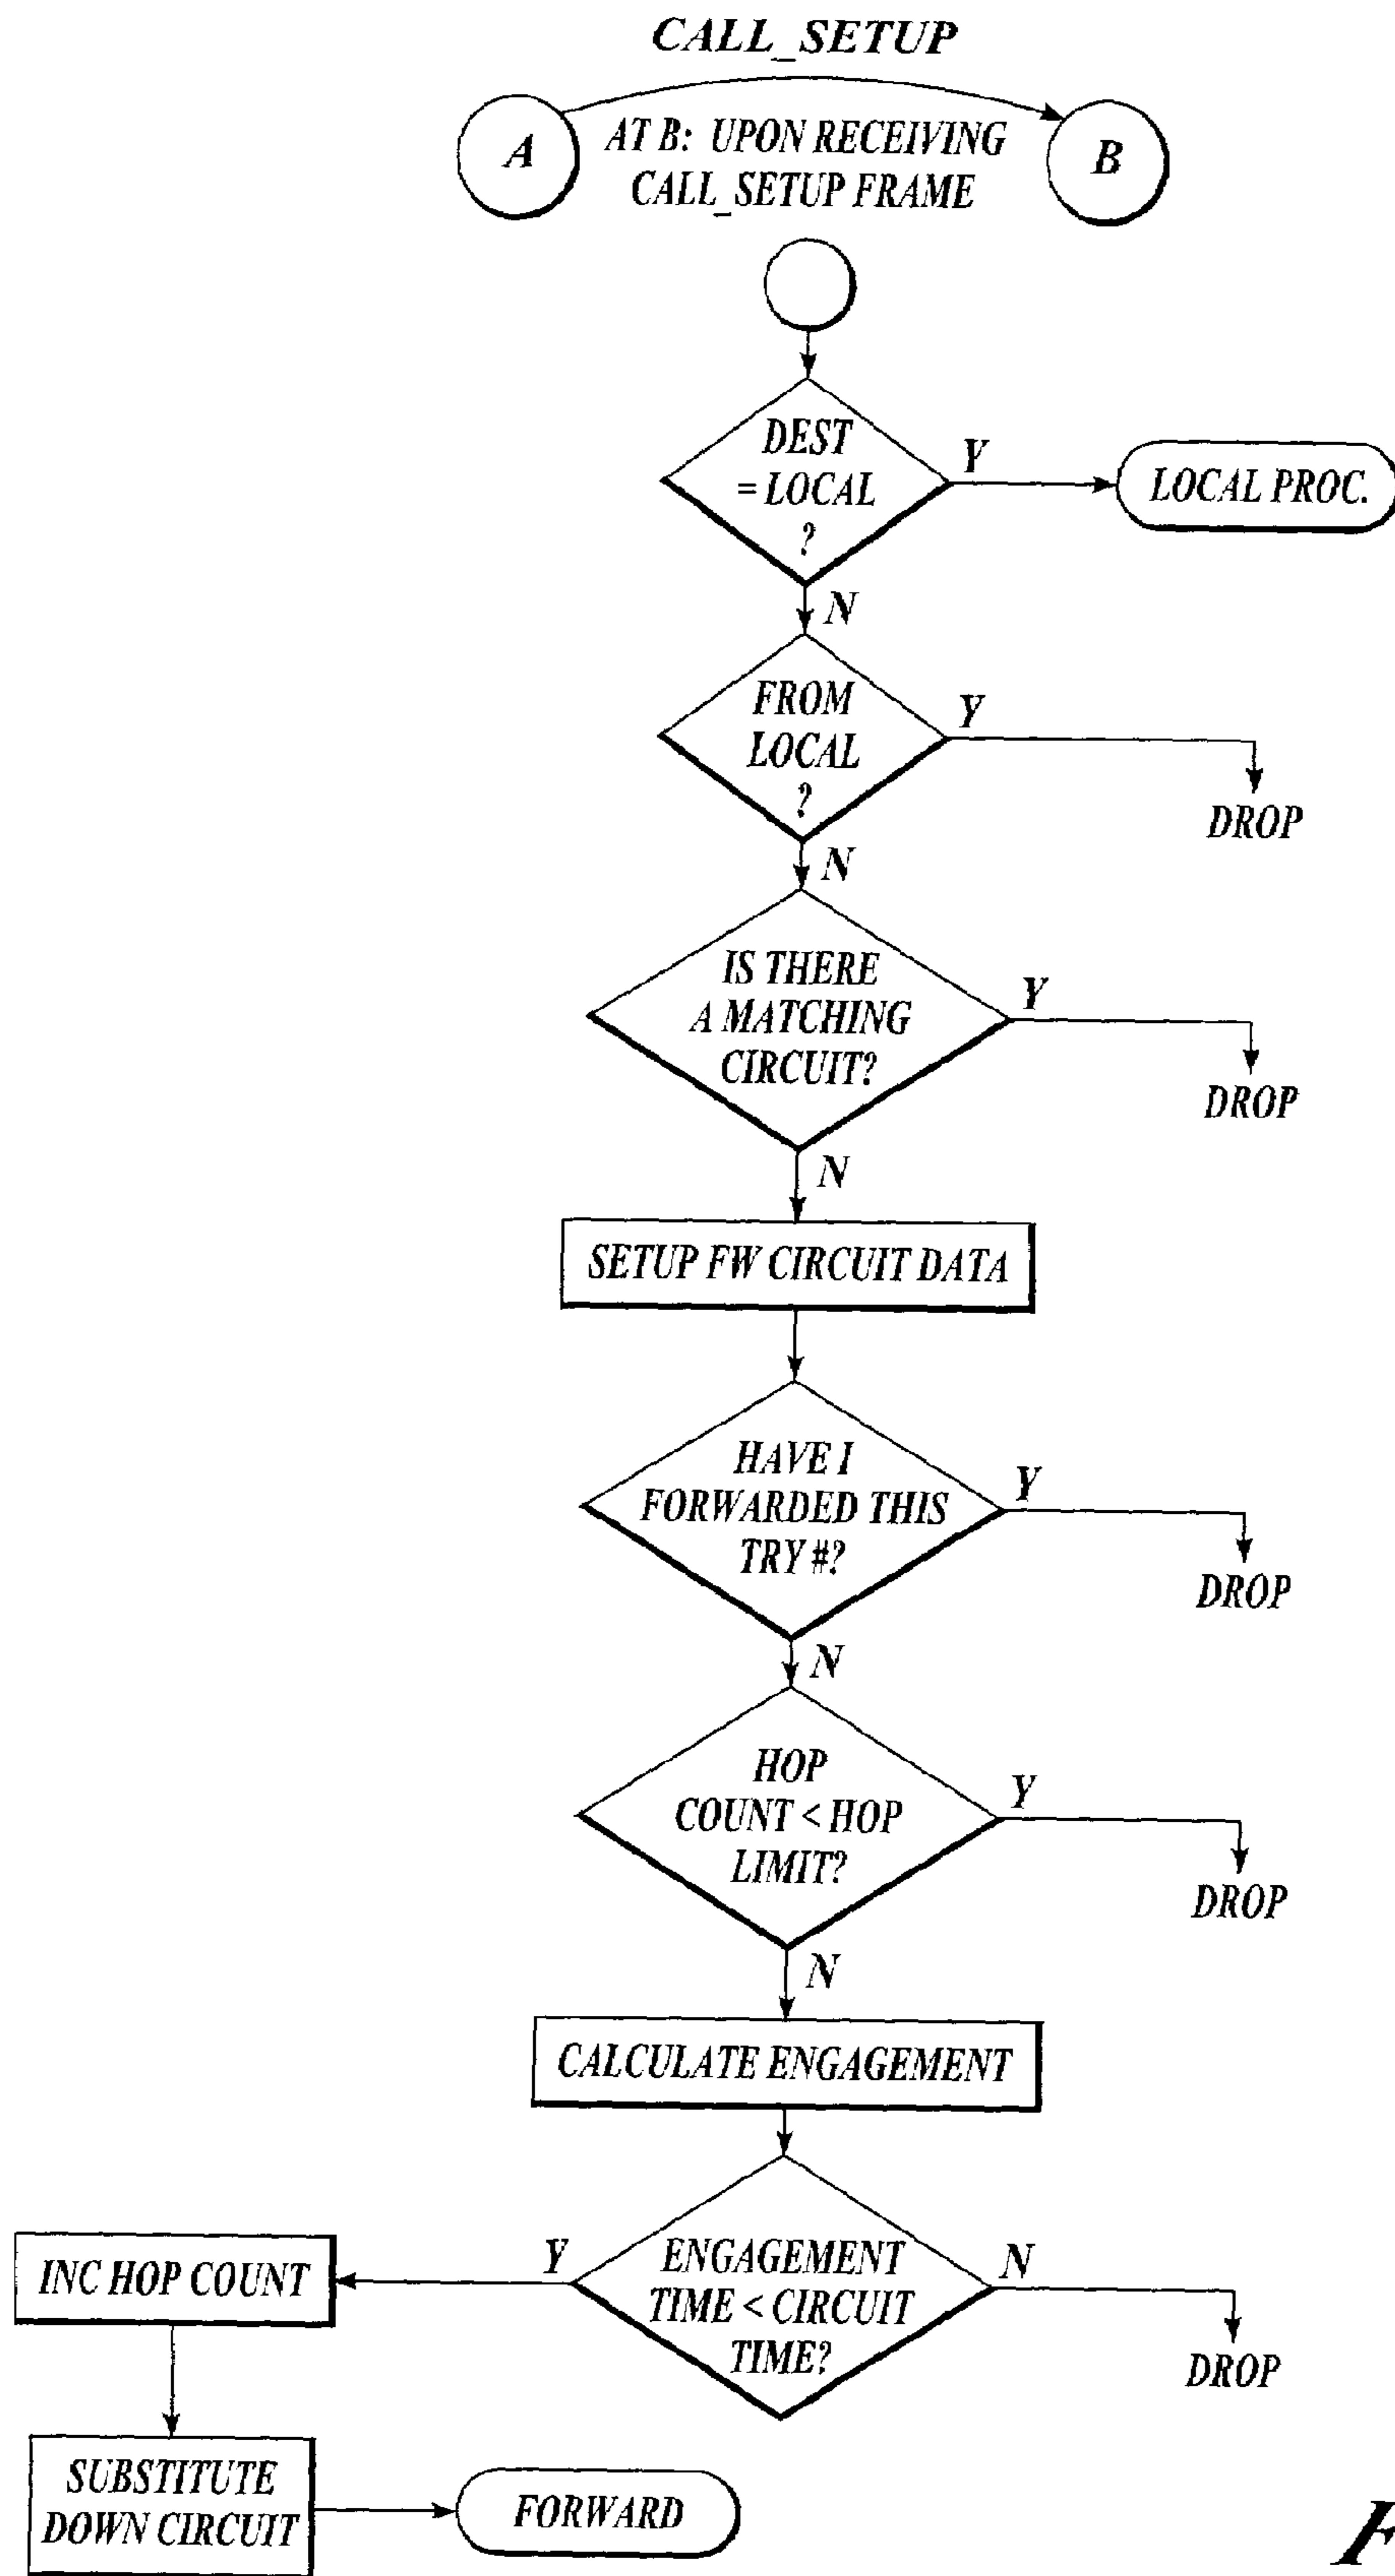 CALL_SETUP
A
AT B: UPON RECEIVING
CALL_SETUP FRAME
B
DEST
= LOCAL
?
Y
LOCAL PROC.
N
FROM
LOCAL
?
Y
DROP
N
IS THERE
A MATCHING
CIRCUIT?
Y
DROP
N
SETUP FW CIRCUIT DATA
HAVE I
FORWARDED THIS
TRY #?
Y
DROP
N
HOP
COUNT < HOP
LIMIT?
Y
DROP
N
CALCULATE ENGAGEMENT
ENGAGEMENT
TIME < CIRCUIT
TIME?
Y
INC HOP COUNT
N
DROP
SUBSTITUTE
DOWN CIRCUIT
FORWARD